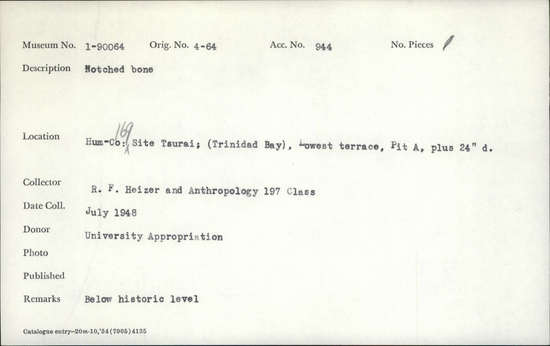 Museum No. 1-90064 Orig. No. 4-64 Acc. No. 944 No. Pieces 1
Description Notched bone
169
Location Hum-Co: Site Tsurai; (Trinidad Bay), Lowest terrace, Pit A, plus 24" d.
Collector R. F. Heizer and Anthropology 197 Class
Date Coll. July 1948
Donor University Appropriation
Photo
Published
Remarks Below historic level
Catalogue entry—20m-10,'54(7905)4135